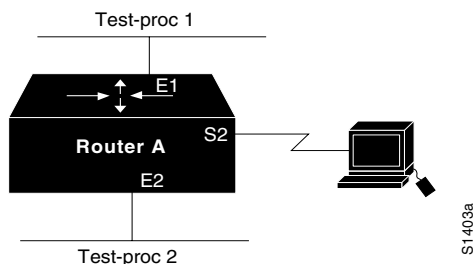 Test-proc 1
E1
S2
Router A
E2
Test-proc 2
S1403a